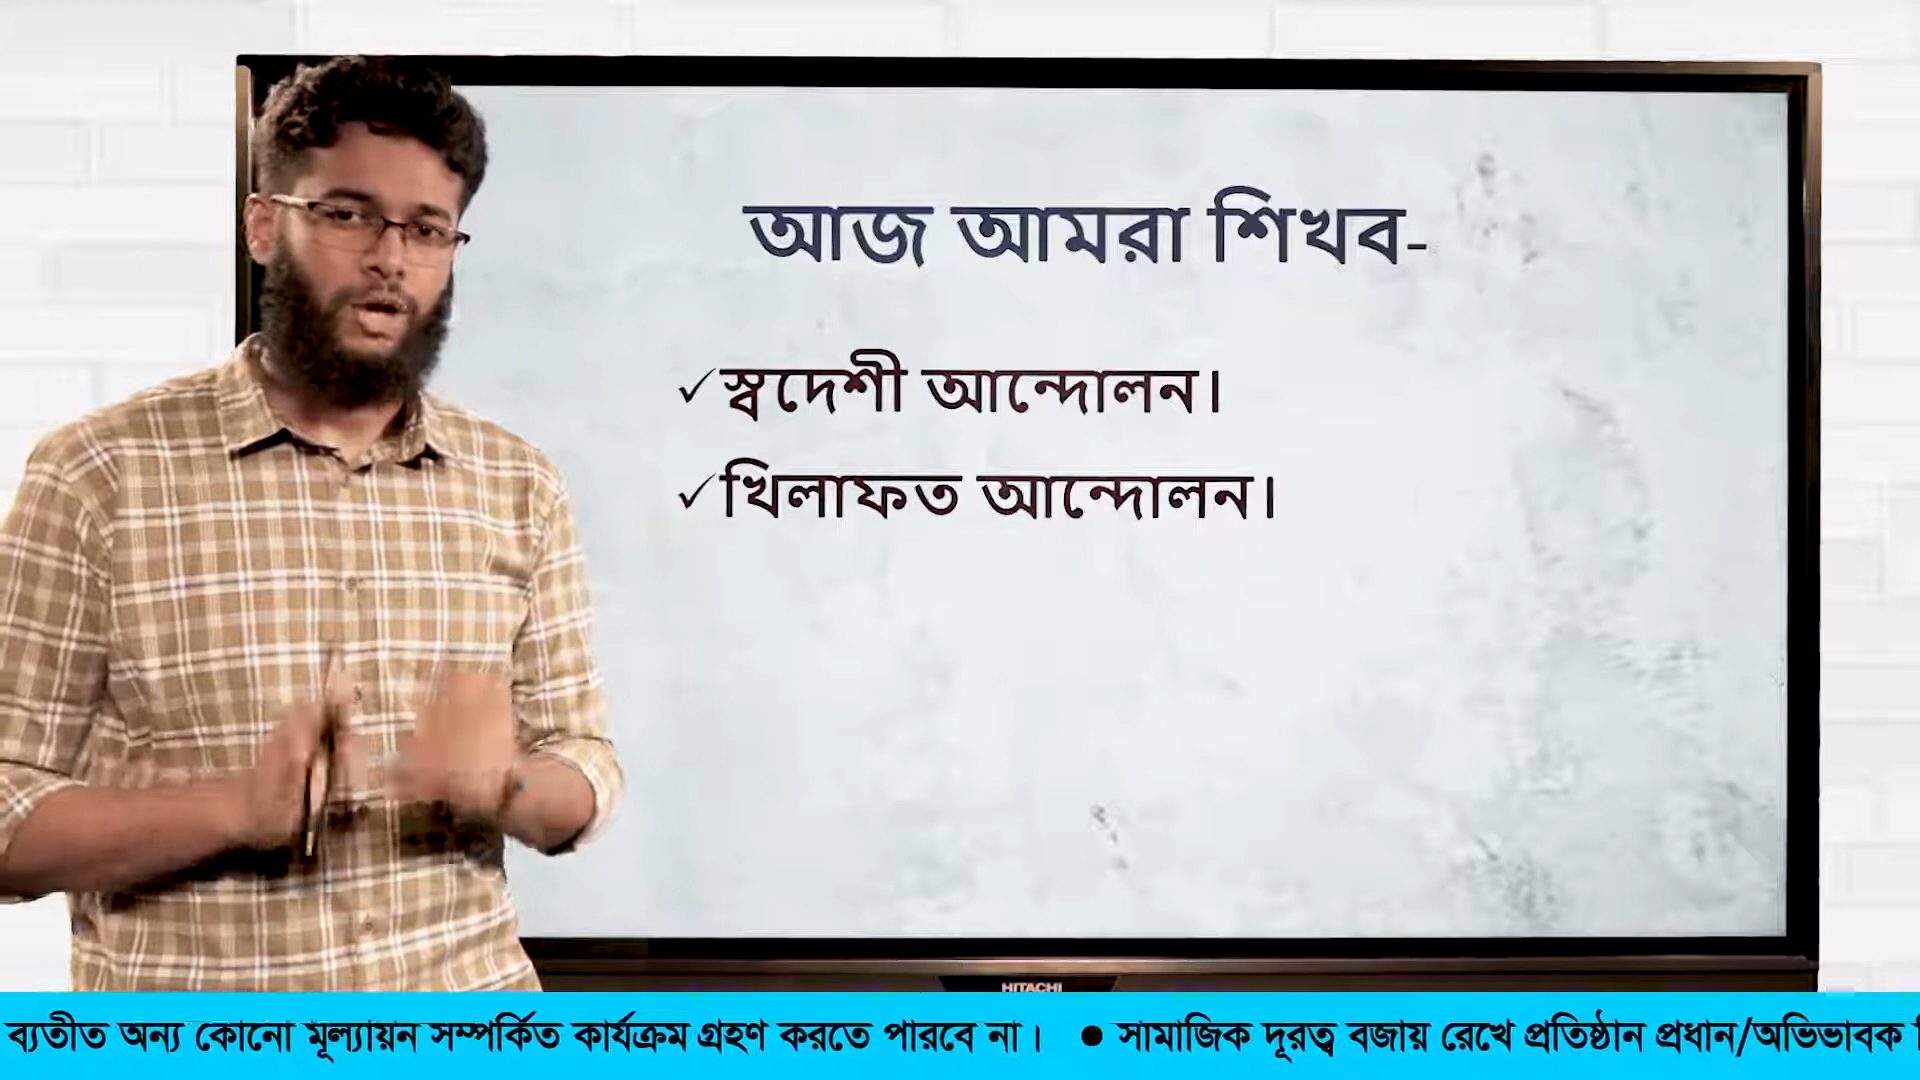 আজ আমরা শিখব-
✓স্বদেশী আন্দোলন।
✓খিলাফত আন্দোলন।
HITACHI
ব্যতীত অন্য কোনো মূল্যায়ন সম্পর্কিত কার্যক্রম গ্রহণ করতে পারবে না। ● সামাজিক দূরত্ব বজায় রেখে প্রতিষ্ঠান প্রধান/অভিভাবক